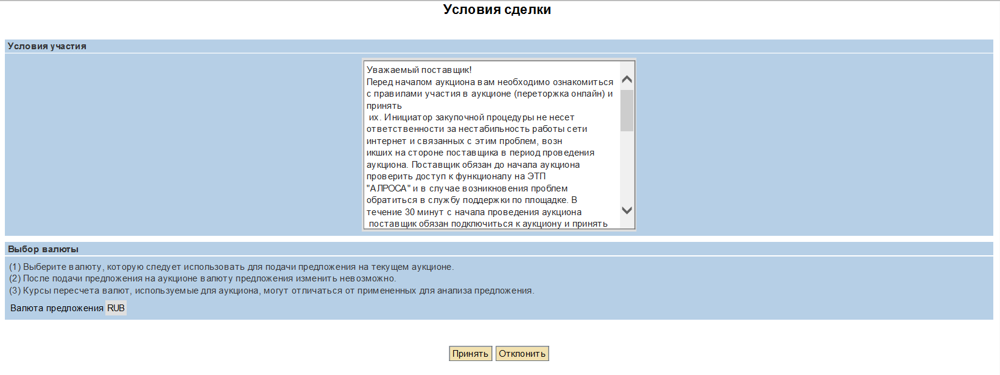 Условия сделки
Условия участия
Уважаемый поставщик!
Перед началом аукциона вам необходимо ознакомиться
с правилами участия в аукционе (переторжка онлайн) и
принять
их. Инициатор закупочной процедуры не несет
ответственности за нестабильность работы сети
интернет и связанных с этим проблем, возн
икших на стороне поставщика в период проведения
аукциона. Поставщик обязан до начала аукциона
проверить доступ к функционалу на ЭТП
"АЛРОСА" и в случае возникновения проблем
обратиться в службу поддержки по площадке. В
течение 30 минут с начала проведения аукциона
поставщик обязан подключиться к аукциону и принять
Выбор валюты
(1) Выберите валюту, которую следует использовать для подачи предложения на текущем аукционе.
(2) После подачи предложения на аукционе валюту предложения изменить невозможно.
(3) Курсы пересчета валют, используемые для аукциона, могут отличаться от примененных для анализа предложения.
Валюта предложения RUB
Принять Отклонить